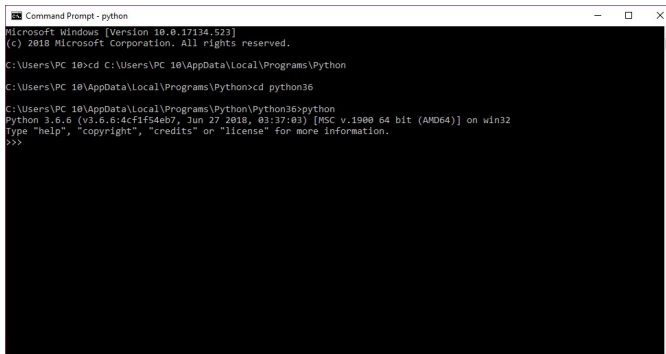 Command Prompt - python
Microsoft Windows [Version 10.0.17134.523]
(c) 2018 Microsoft Corporation. All rights reserved.
C:\Users\PC 10>cd C:\Users\PC 10\AppData\Local\Programs\Python
C:\Users\PC 10\AppData\Local\Programs\Python>cd python36
C:\Users\PC 10\AppData\Local\Programs\Python\Python36>python
Python 3.6.6 (v3.6.6:4cf1f54eb7, Jun 27 2018, 03:37:03) [MSC v.1900 64 bit (AMD64)] on win32
Type "help", "copyright", "credits" or "license" for more information.
>>>